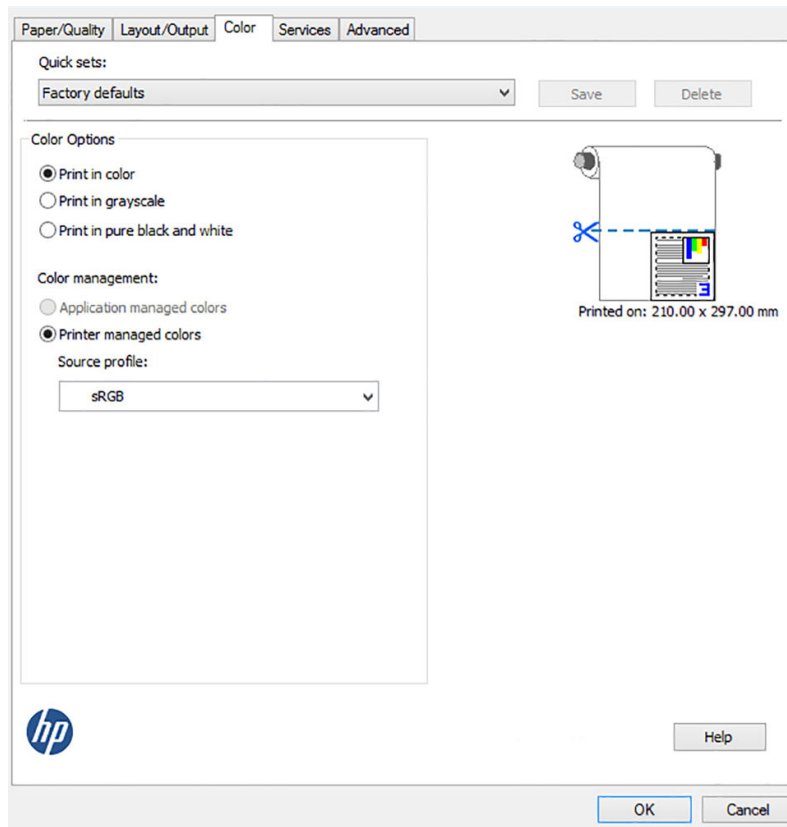 Paper/Quality Layout/Output Color Services Advanced
Quick sets:
Factory defaults Save Delete
Color Options
Print in color
Print in grayscale
Print in pure black and white
Color management:
Application managed colors
Printer managed colors
Source profile:
sRGB
Printed on: 210.00 x 297.00 mm
hp
Help
OK Cancel